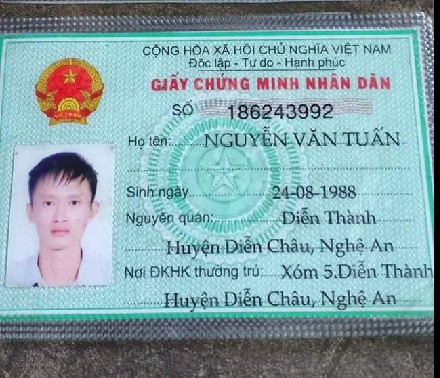 CỘNG HÒA XÃ HỘI CHỦ NGHĨA VIỆT NAM
Độc lập - Tự do - Hạnh phúc
GIẤY CHỨNG MINH NHÂN DÂN
SỐ 186243992
Họ tên: NGUYỄN VĂN TUẤN
Sinh ngày 24-08-1988
Nguyên quán: Diễn Thành
Huyện Diễn Châu, Nghệ An
Nơi ĐKHK thường trú: Xóm 5.Diễn Thành
Huyện Diễn Châu, Nghệ An